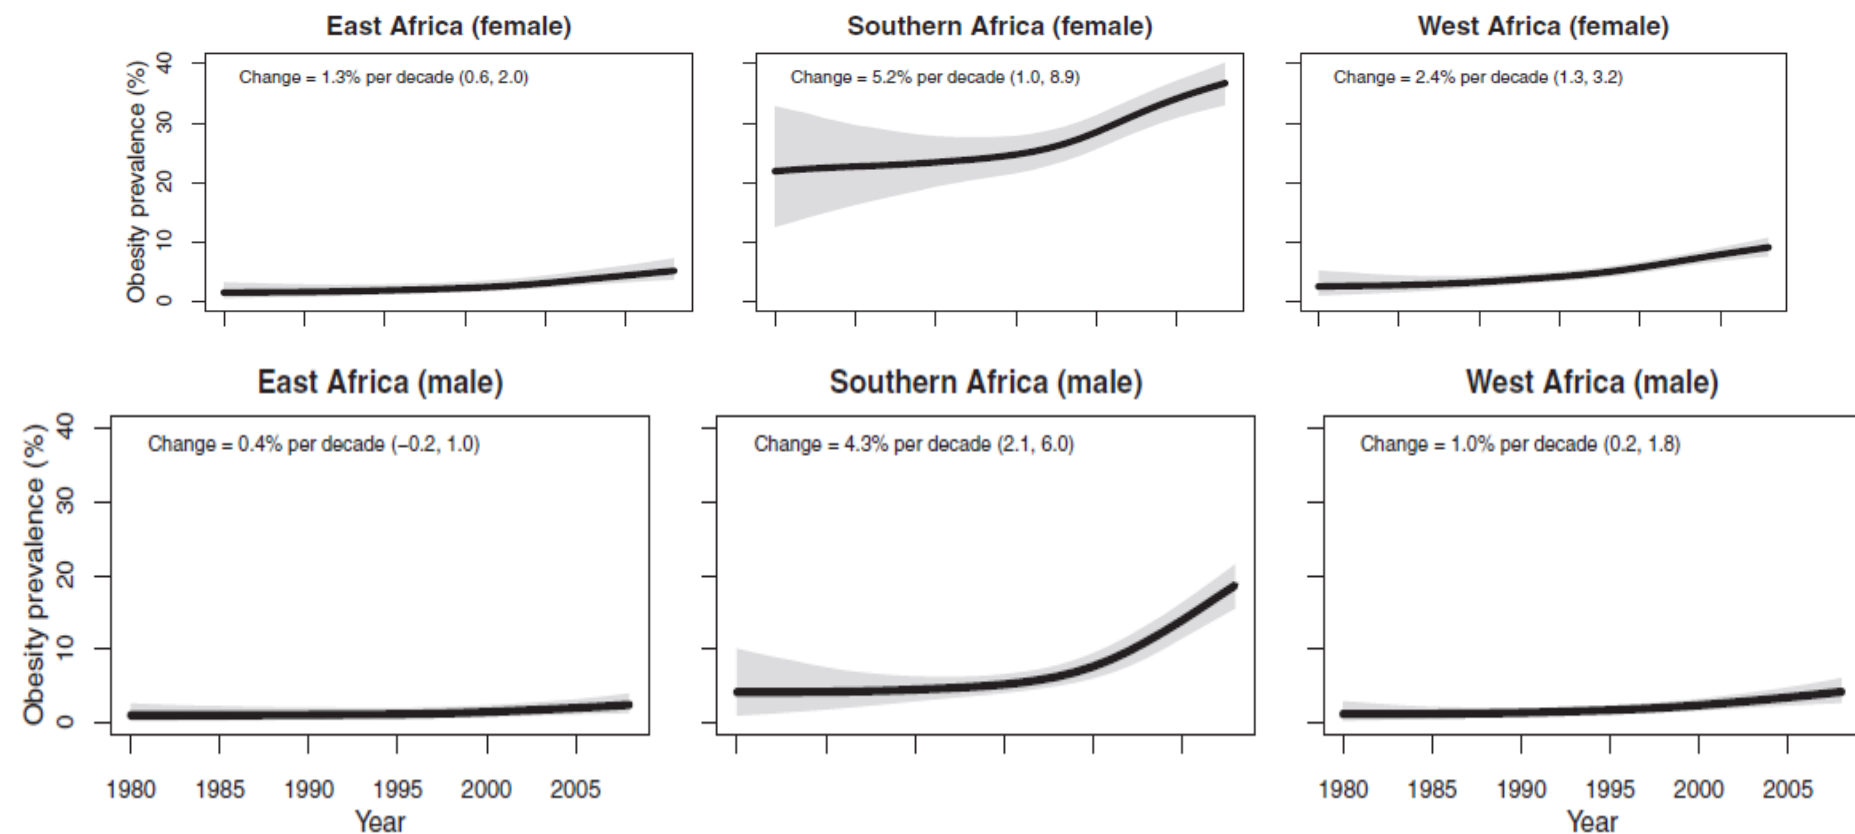 East Africa (female)
Southern Africa (female)
West Africa (female)
Obesity prevalence (%)
40
30
20
10
0
Change = 1.3% per decade (0.6, 2.0)
Change = 5.2% per decade (1.0, 8.9)
Change = 2.4% per decade (1.3, 3.2)
East Africa (male)
Southern Africa (male)
West Africa (male)
Obesity prevalence (%)
40
30
20
10
0
Change = 0.4% per decade (−0.2, 1.0)
Change = 4.3% per decade (2.1, 6.0)
Change = 1.0% per decade (0.2, 1.8)
1980 1985 1990 1995 2000 2005
Year
1980 1985 1990 1995 2000 2005
Year